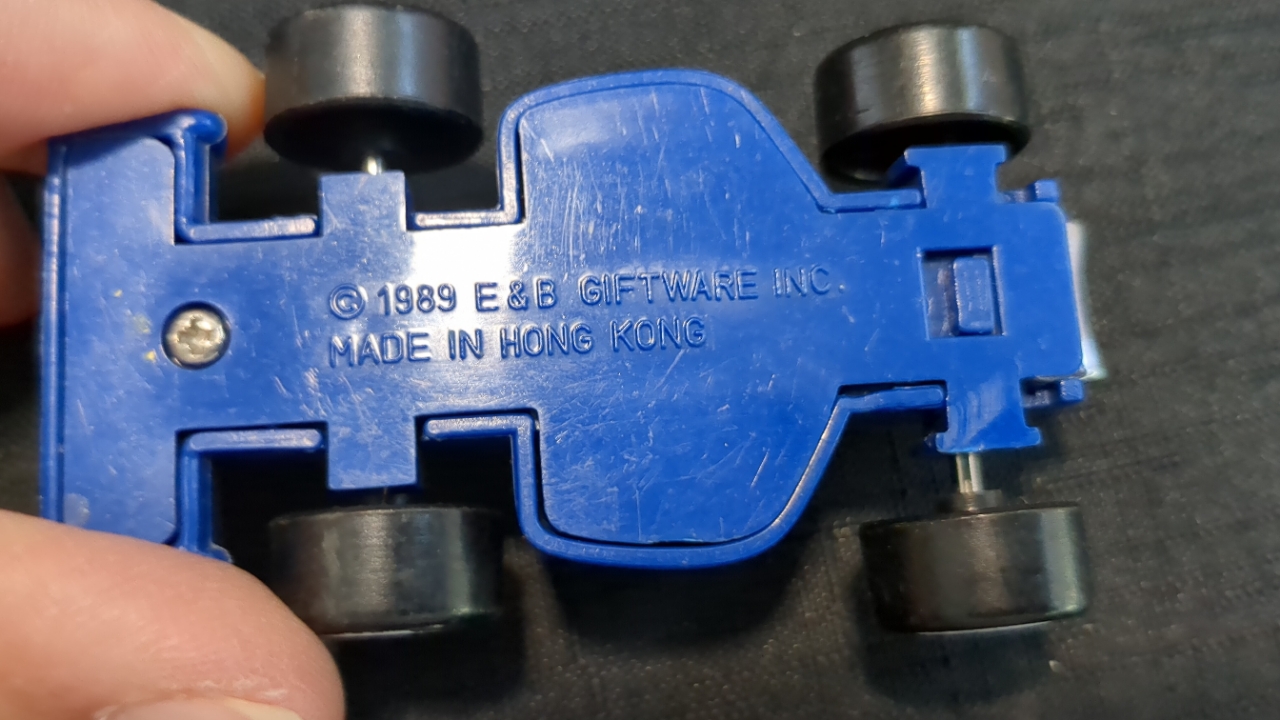 © 1989 E & B GIFTWARE INC.
MADE IN HONG KONG